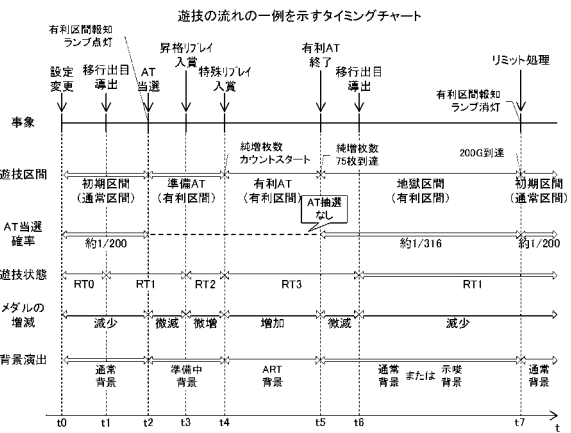 遊技の流れの一例を示すタイミングチャート
有利区間報知
ランプ点灯
設定
変更
移行出目
導出
AT
当選
昇格リプレイ
入賞
特殊リプレイ
入賞
有利AT
終了
移行出目
導出
リミット処理
有利区間報知
ランプ消灯
事象
純増枚数
カウントスタート
純増枚数
75枚到達
200G到達
遊技区間
初期区間
(通常区間)
準備AT
(有利区間)
有利AT
(有利区間)
地獄区間
(有利区間)
初期区間
(通常区間)
AT抽選
なし
AT当選
確率
約1/200
約1/316
約1/200
遊技状態
RT0
RT1
RT2
RT3
RT1
メダルの
増減
減少
微減
微増
増加
微減
減少
背景演出
通常
背景
準備中
背景
ART
背景
通常
背景
または
示唆
背景
通常
背景
t0
t1
t2
t3
t4
t5
t6
t7
t